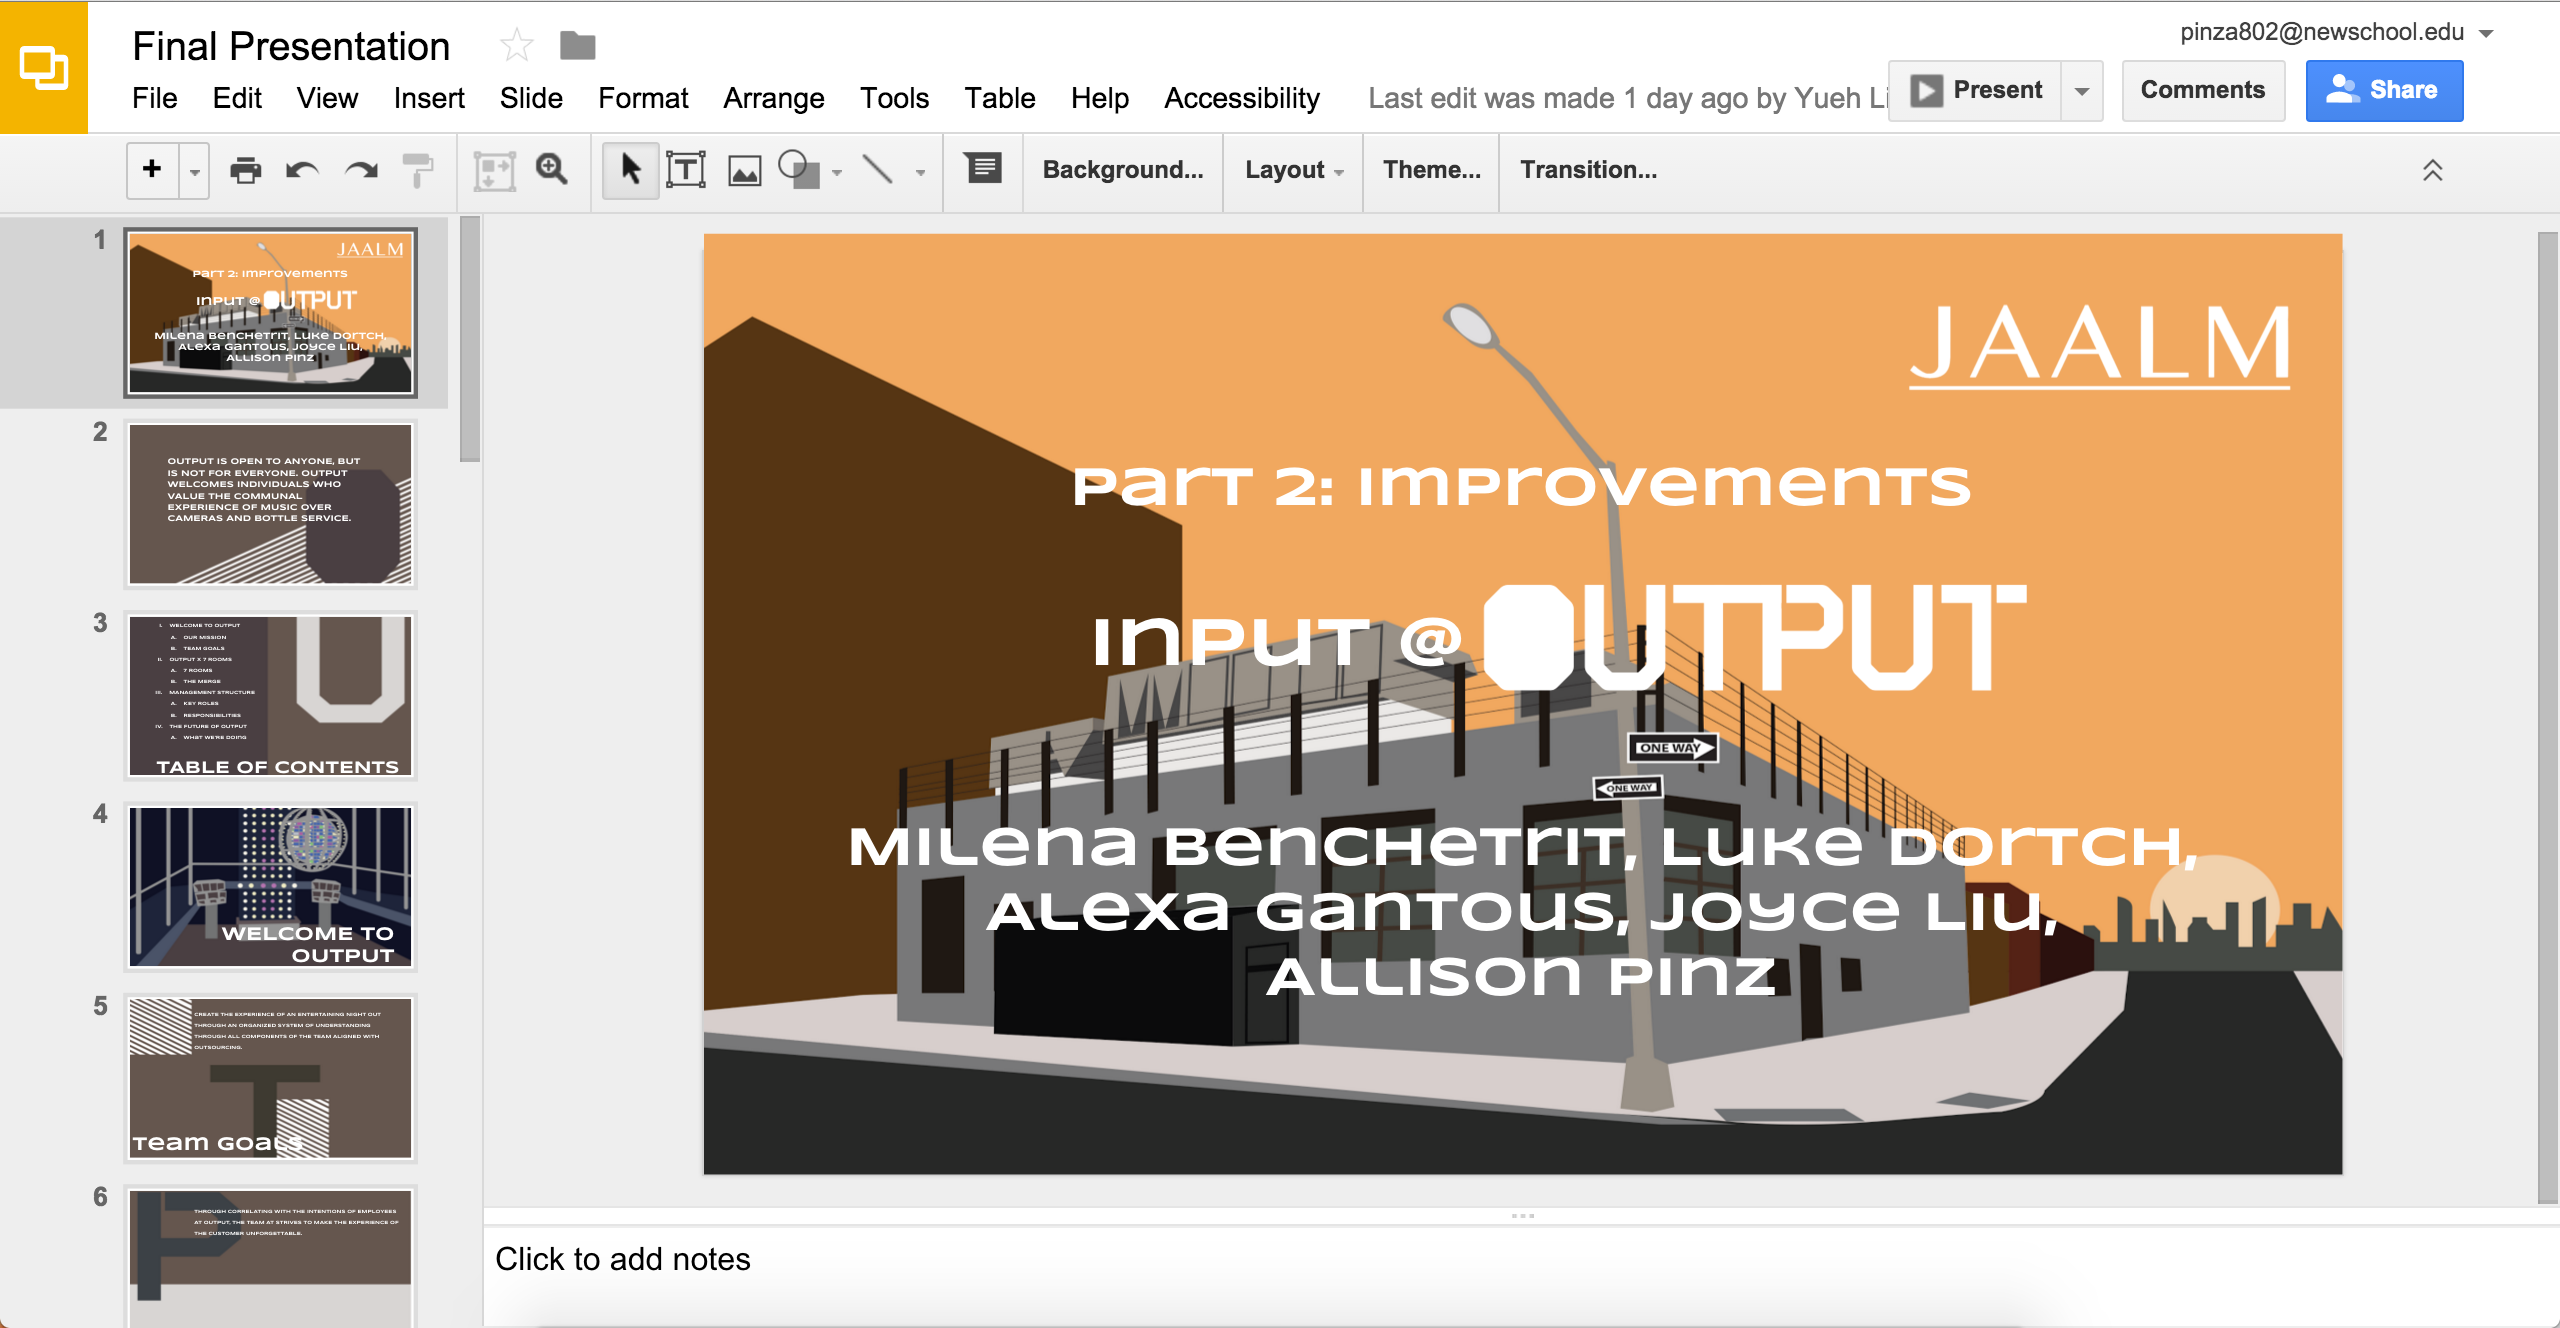 Final Presentation
pinza802@newschool.edu
File Edit View Insert Slide Format Arrange Tools Table Help Accessibility Last edit was made 1 day ago by Yueh Li
Present
Comments
Share
Background...
Layout
Theme...
Transition...
1
JAALM
Part 2: Improvements
Input @ OUTPUT
Milena Benchetrit, Luke Dortch,
Alexa Gantous, Joyce Liu,
Allison Pinz
2
OUTPUT IS OPEN TO ANYONE, BUT
IS NOT FOR EVERYONE. OUTPUT
WELCOMES INDIVIDUALS WHO
VALUE THE COMMUNAL
EXPERIENCE OF MUSIC OVER
CAMERAS AND BOTTLE SERVICE.
3
I. WELCOME TO OUTPUT
A. OUR MISSION
B. TEAM GOALS
II. OUTPUT X 7 ROOMS
A. 7 ROOMS
B. THE MERGE
III. MANAGEMENT STRUCTURE
A. KEY ROLES
B. RESPONSIBILITIES
IV. THE FUTURE OF OUTPUT
A. WHAT WE'RE DOING
U
TABLE OF CONTENTS
4
WELCOME TO
OUTPUT
5
CREATE THE EXPERIENCE OF AN ENTERTAINING NIGHT OUT
THROUGH AN ORGANIZED SYSTEM OF UNDERSTANDING
THROUGH ALL COMPONENTS OF THE TEAM ALIGNED WITH
OUTSOURCING.
T
Team Goals
6
P
THROUGH CORRELATING WITH THE INTENTIONS OF EMPLOYEES
AT OUTPUT, THE TEAM AT STRIVES TO MAKE THE EXPERIENCE OF
THE CUSTOMER UNFORGETTABLE.
JAALM
Part 2: Improvements
Input @ OUTPUT
ONE WAY
ONE WAY
Milena Benchetrit, Luke Dortch,
Alexa Gantous, Joyce Liu,
Allison Pinz
Click to add notes